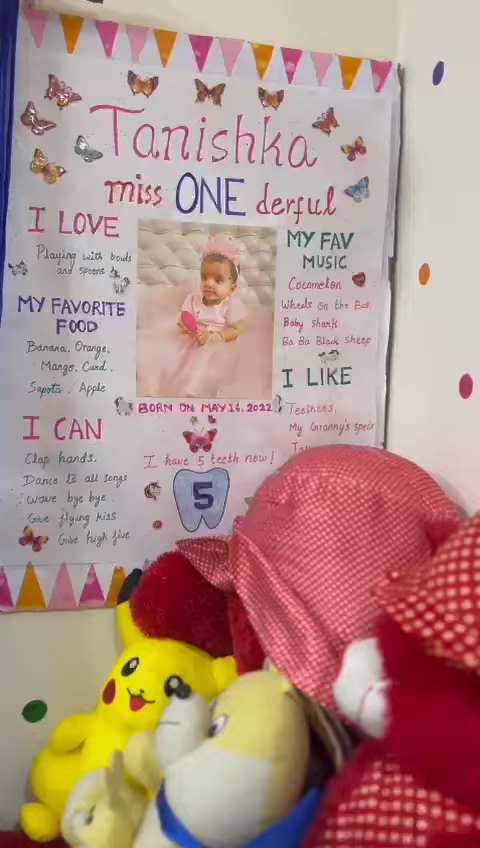 Tanishka
miss ONE derful
I LOVE
Playing with bowls
and spoons
MY FAVORITE
FOOD
Banana, Orange,
Mango, Curd,
Sapota, Apple
I CAN
Clap hands.
Dance to all songs
wave bye bye
Give flying kiss
Give high five
BORN ON MAY 16, 2022
I have 5 teeth now!
5
MY FAV
MUSIC
Cocomelon
Wheels on the Bus,
Baby shark
Ba Ba Black sheep
I LIKE
Teethers,
My Granny's